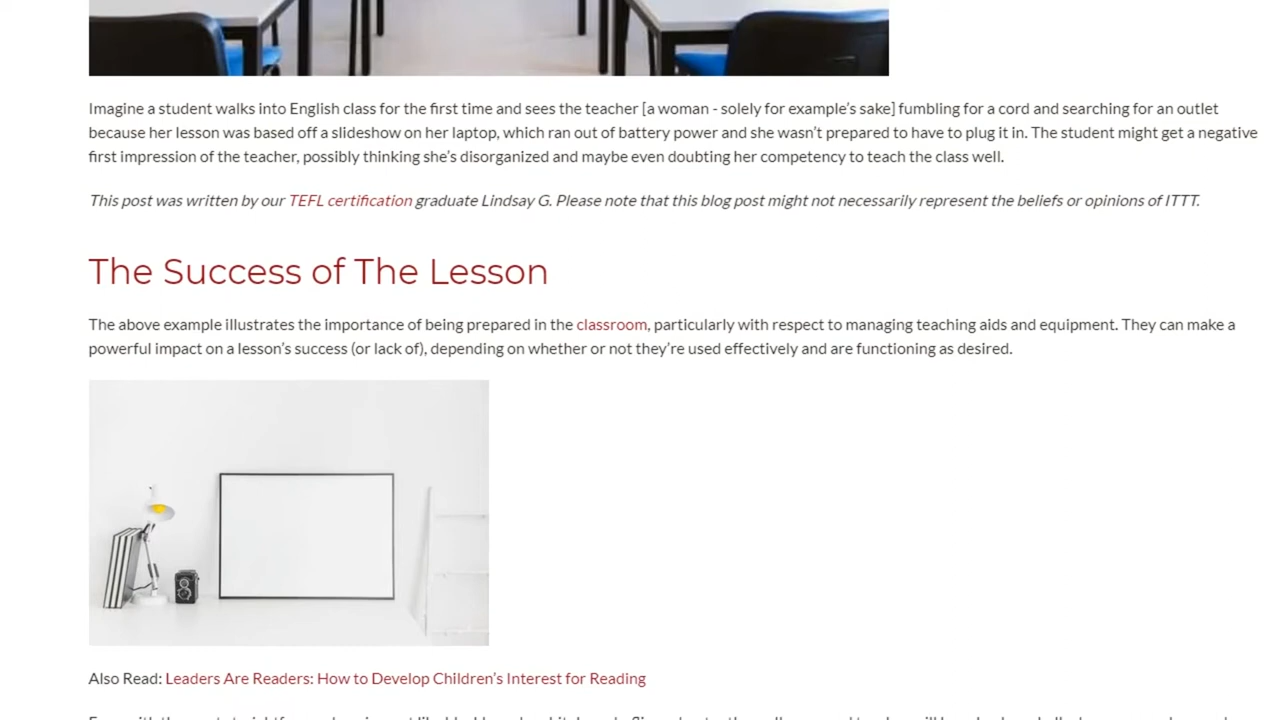 Imagine a student walks into English class for the first time and sees the teacher [a woman - solely for example’s sake] fumbling for a cord and searching for an outlet
because her lesson was based off a slideshow on her laptop, which ran out of battery power and she wasn’t prepared to have to plug it in. The student might get a negative
first impression of the teacher, possibly thinking she’s disorganized and maybe even doubting her competency to teach the class well.
This post was written by our TEFL certification graduate Lindsay G. Please note that this blog post might not necessarily represent the beliefs or opinions of ITTT.
The Success of The Lesson
The above example illustrates the importance of being prepared in the classroom, particularly with respect to managing teaching aids and equipment. They can make a
powerful impact on a lesson’s success (or lack of), depending on whether or not they’re used effectively and are functioning as desired.
Also Read: Leaders Are Readers: How to Develop Children’s Interest for Reading